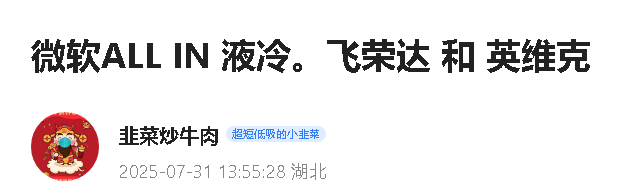 微软ALL IN 液冷。飞荣达 和 英维克
韭菜炒牛肉 超短低吸的小韭菜
2025-07-31 13:55:28 湖北